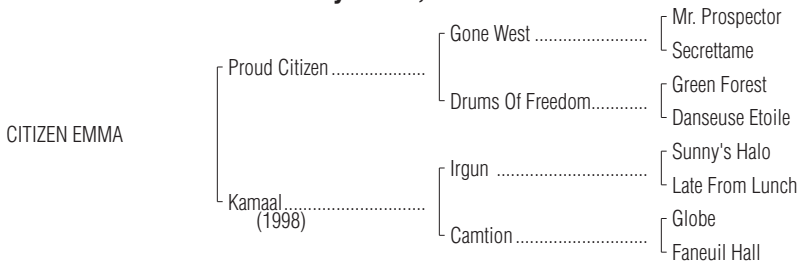 Mr. Prospector
Gone West
Secrettame
Proud Citizen
Green Forest
Drums Of Freedom
Danseuse Etoile
CITIZEN EMMA
Sunny's Halo
Irgun
Late From Lunch
Kamaal
(1998)
Globe
Camtion
Faneuil Hall